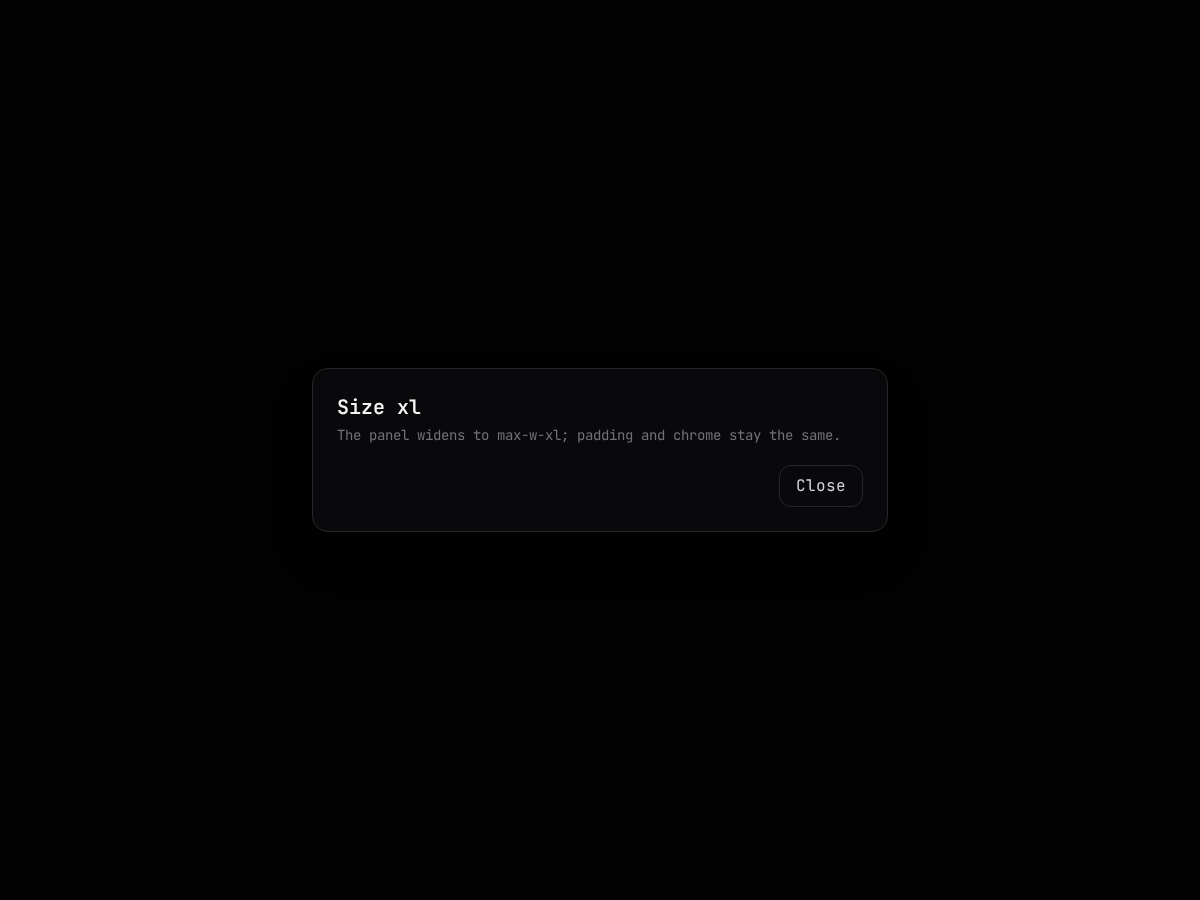 Size xl
The panel widens to max-w-xl; padding and chrome stay the same.
Close